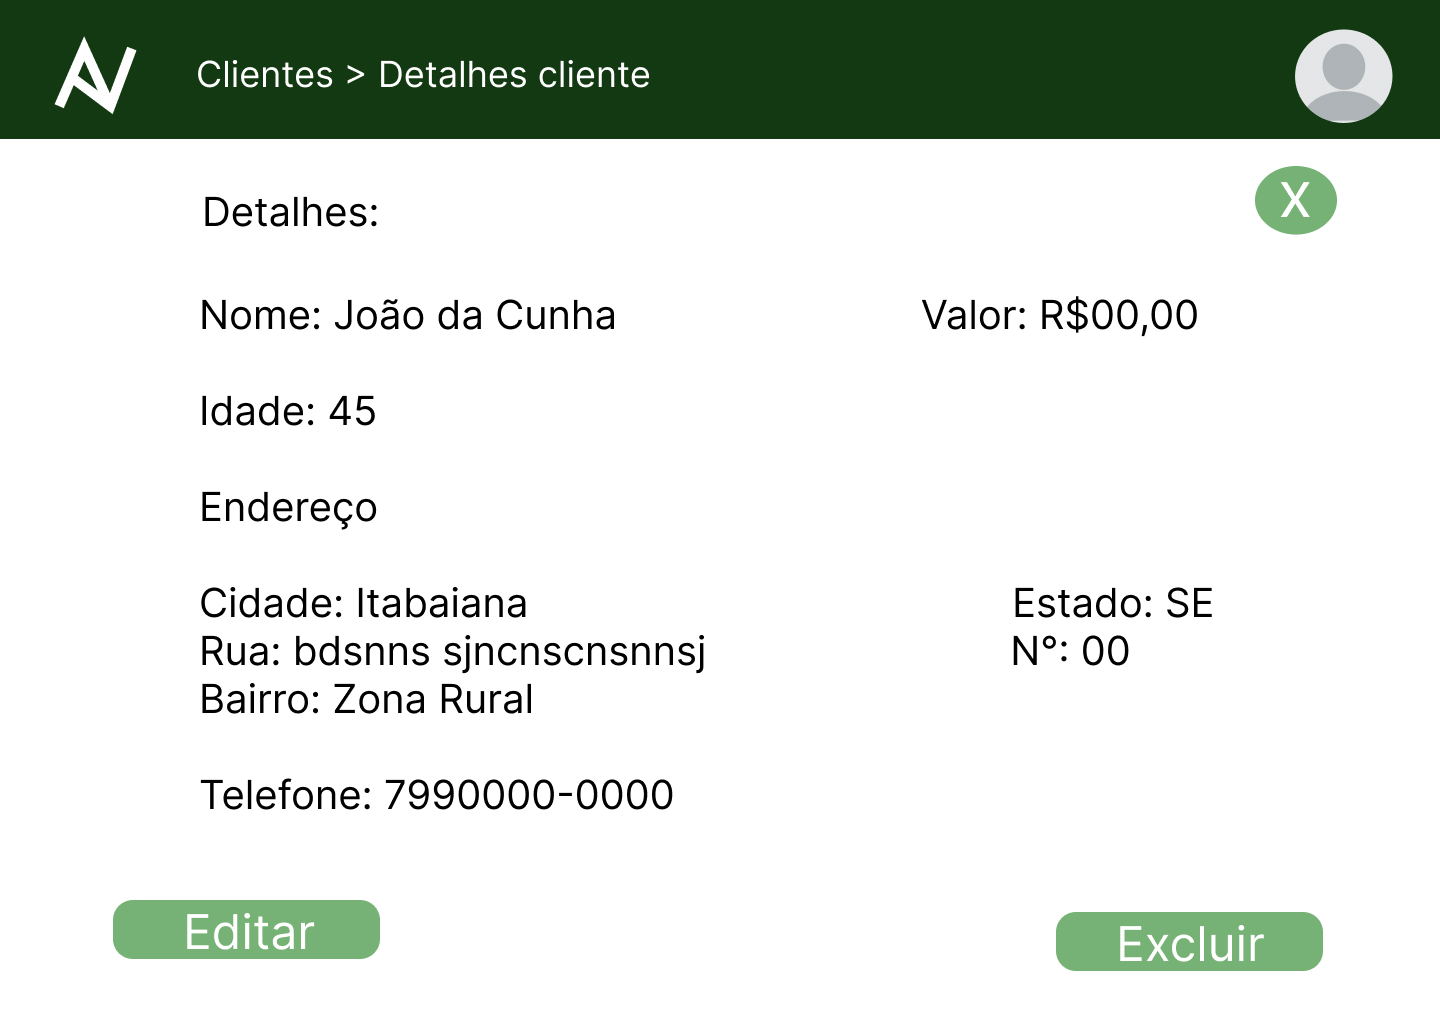 Clientes > Detalhes cliente
Detalhes:
X
Nome: João da Cunha
Valor: R$00,00
Idade: 45
Endereço
Cidade: Itabaiana
Estado: SE
Rua: bdsnns sjncnscnsnnsj
N°: 00
Bairro: Zona Rural
Telefone: 7990000-0000
Editar
Excluir